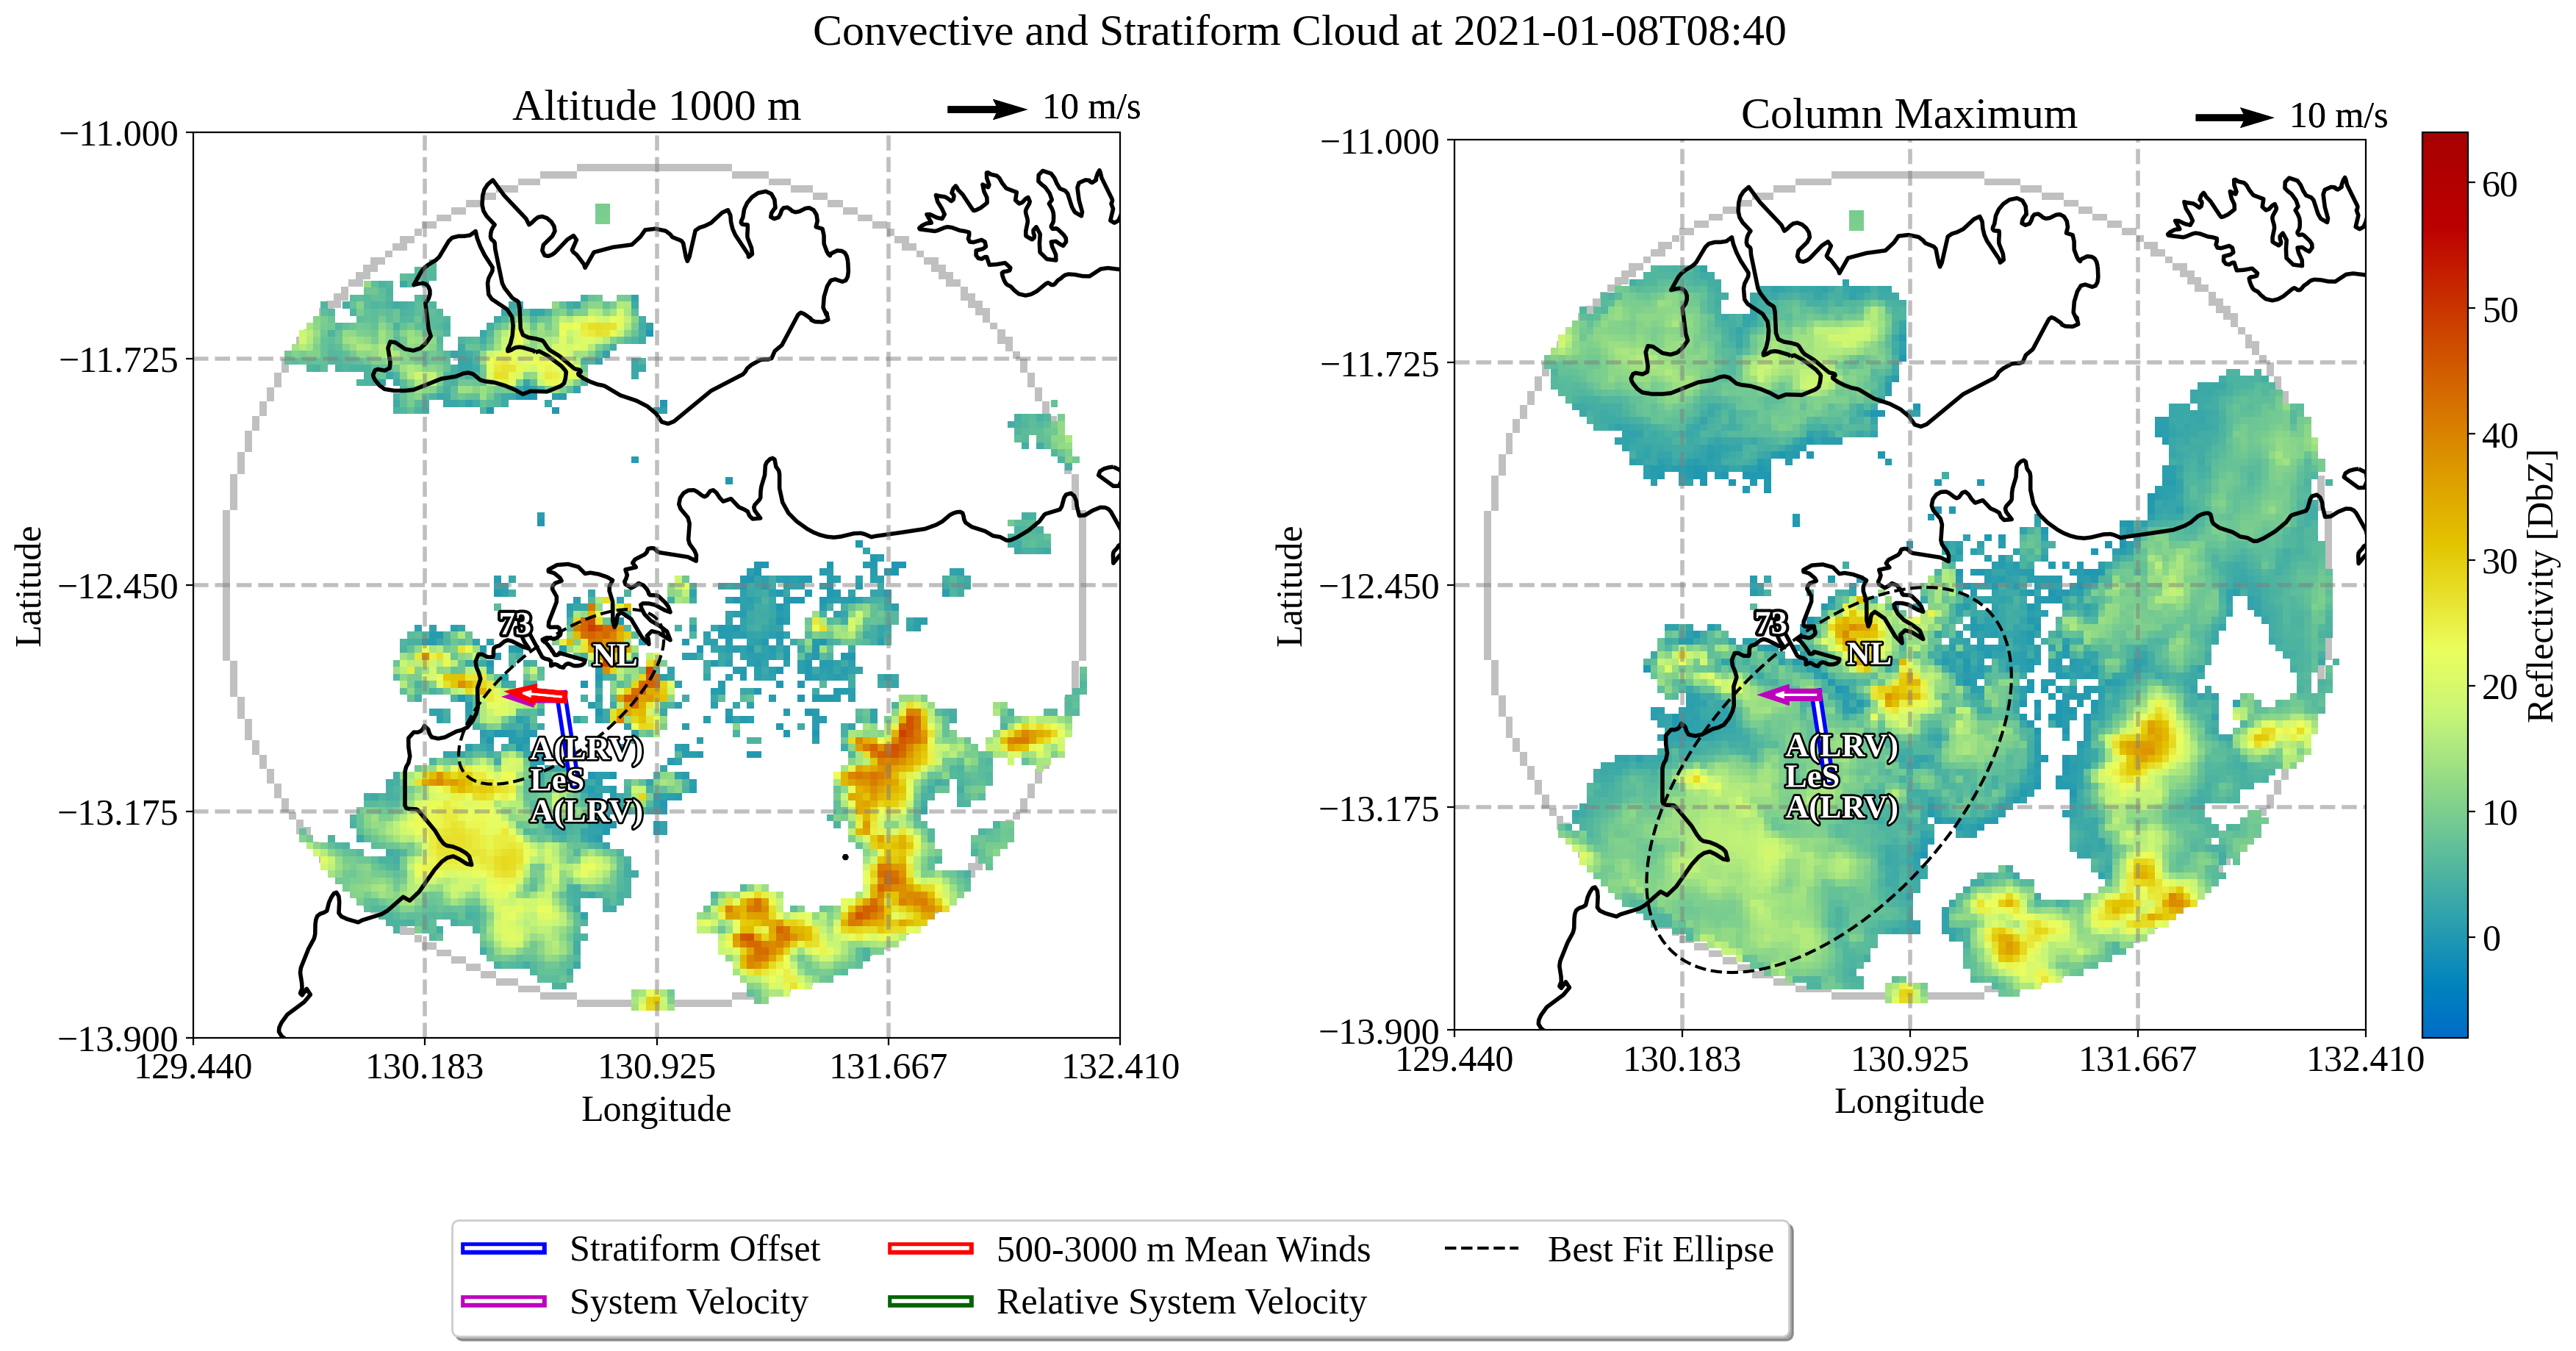 Convective and Stratiform Cloud at 2021-01-08T08:40
Altitude 1000 m
10 m/s
−11.000
−11.725
−12.450
−13.175
−13.900
Latitude
73
NL
A(LRV)
LeS
A(LRV)
129.440
130.183
130.925
131.667
132.410
Longitude
Column Maximum
10 m/s
−11.000
−11.725
−12.450
−13.175
−13.900
Latitude
73
NL
A(LRV)
LeS
A(LRV)
129.440
130.183
130.925
131.667
132.410
Longitude
60
50
40
30
20
10
0
Reflectivity [DbZ]
Stratiform Offset
System Velocity
500-3000 m Mean Winds
Relative System Velocity
Best Fit Ellipse